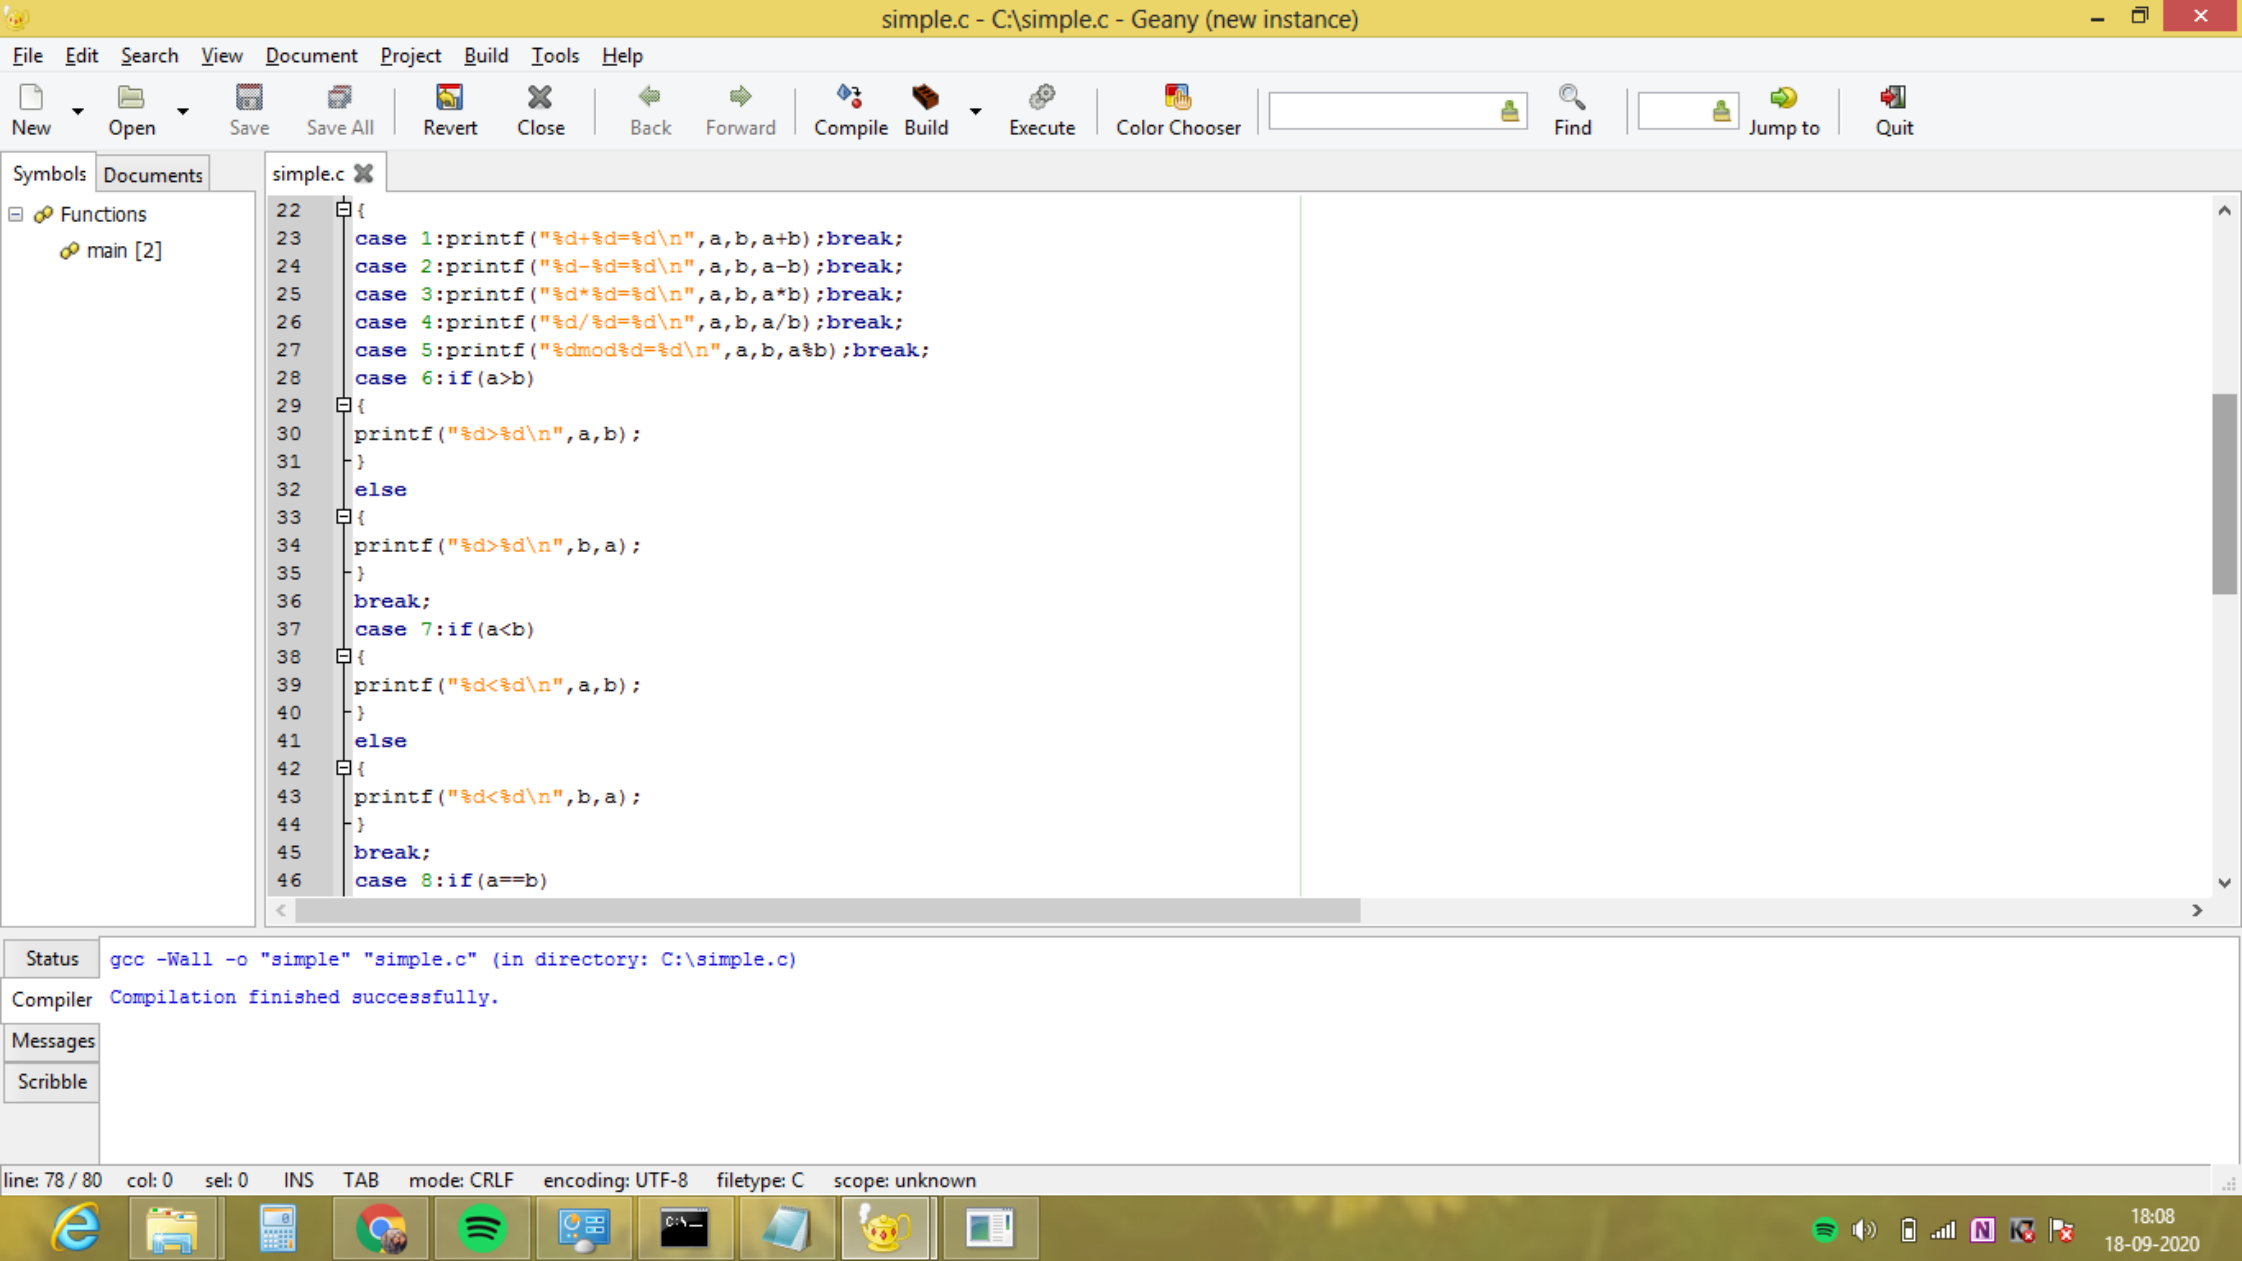 simple.c - C:\simple.c - Geany (new instance)
File Edit Search View Document Project Build Tools Help
New Open Save Save All Revert Close Back Forward Compile Build Execute Color Chooser Find Jump to Quit
Symbols Documents
simple.c
Functions
main [2]
22 {
23 case 1:printf("%d+%d=%d\n",a,b,a+b);break;
24 case 2:printf("%d-%d=%d\n",a,b,a-b);break;
25 case 3:printf("%d*%d=%d\n",a,b,a*b);break;
26 case 4:printf("%d/%d=%d\n",a,b,a/b);break;
27 case 5:printf("%dmod%d=%d\n",a,b,a%b);break;
28 case 6:if(a>b)
29 {
30 printf("%d>%d\n",a,b);
31 }
32 else
33 {
34 printf("%d>%d\n",b,a);
35 }
36 break;
37 case 7:if(a<b)
38 {
39 printf("%d<%d\n",a,b);
40 }
41 else
42 {
43 printf("%d<%d\n",b,a);
44 }
45 break;
46 case 8:if(a==b)
Status
Compiler
Messages
Scribble
gcc -Wall -o "simple" "simple.c" (in directory: C:\simple.c)
Compilation finished successfully.
line: 78 / 80 col: 0 sel: 0 INS TAB mode: CRLF encoding: UTF-8 filetype: C scope: unknown
C:\_
N
18:08
18-09-2020